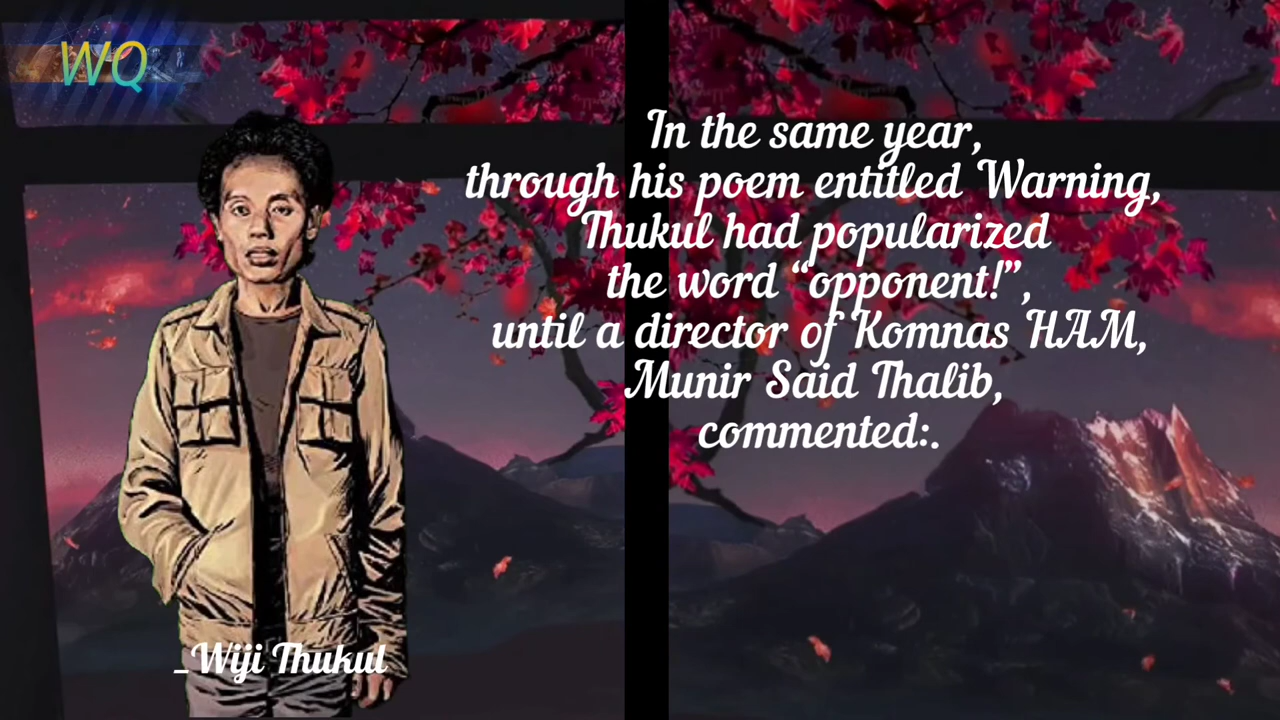 WQ
In the same year,
through his poem entitled Warning,
Thukul had popularized
the word “opponent!”,
until a director of Komnas HAM,
Munir Said Thalib,
commented:.
_Wiji Thukul